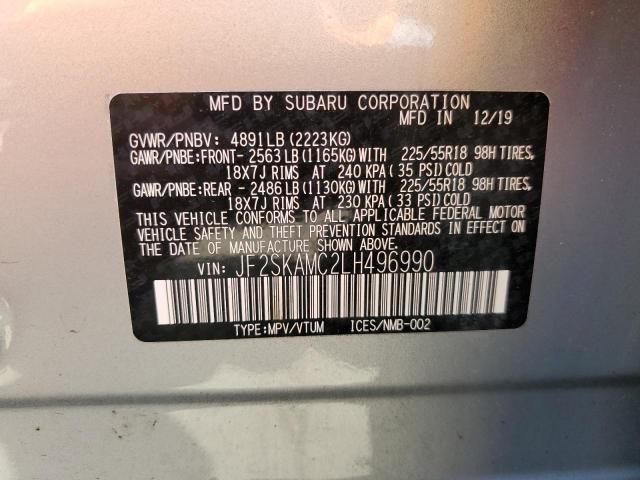 MFD BY SUBARU CORPORATION
MFD IN 12/19
GVWR/PNBV: 4891LB (2223KG)
GAWR/PNBE:FRONT- 2563LB (1165KG)WITH 225/55R18 98H TIRES,
18X7J RIMS AT 240 KPA ( 35 PSI)COLD
GAWR/PNBE:REAR - 2486LB (1130KG)WITH 225/55R18 98H TIRES,
18X7J RIMS AT 230 KPA ( 33 PSI)COLD
THIS VEHICLE CONFORMS TO ALL APPLICABLE FEDERAL MOTOR
VEHICLE SAFETY AND THEFT PREVENTION STANDARDS IN EFFECT ON
THE DATE OF MANUFACTURE SHOWN ABOVE.
VIN: JF2SKAMC2LH496990
TYPE:MPV/VTUM ICES/NMB-002